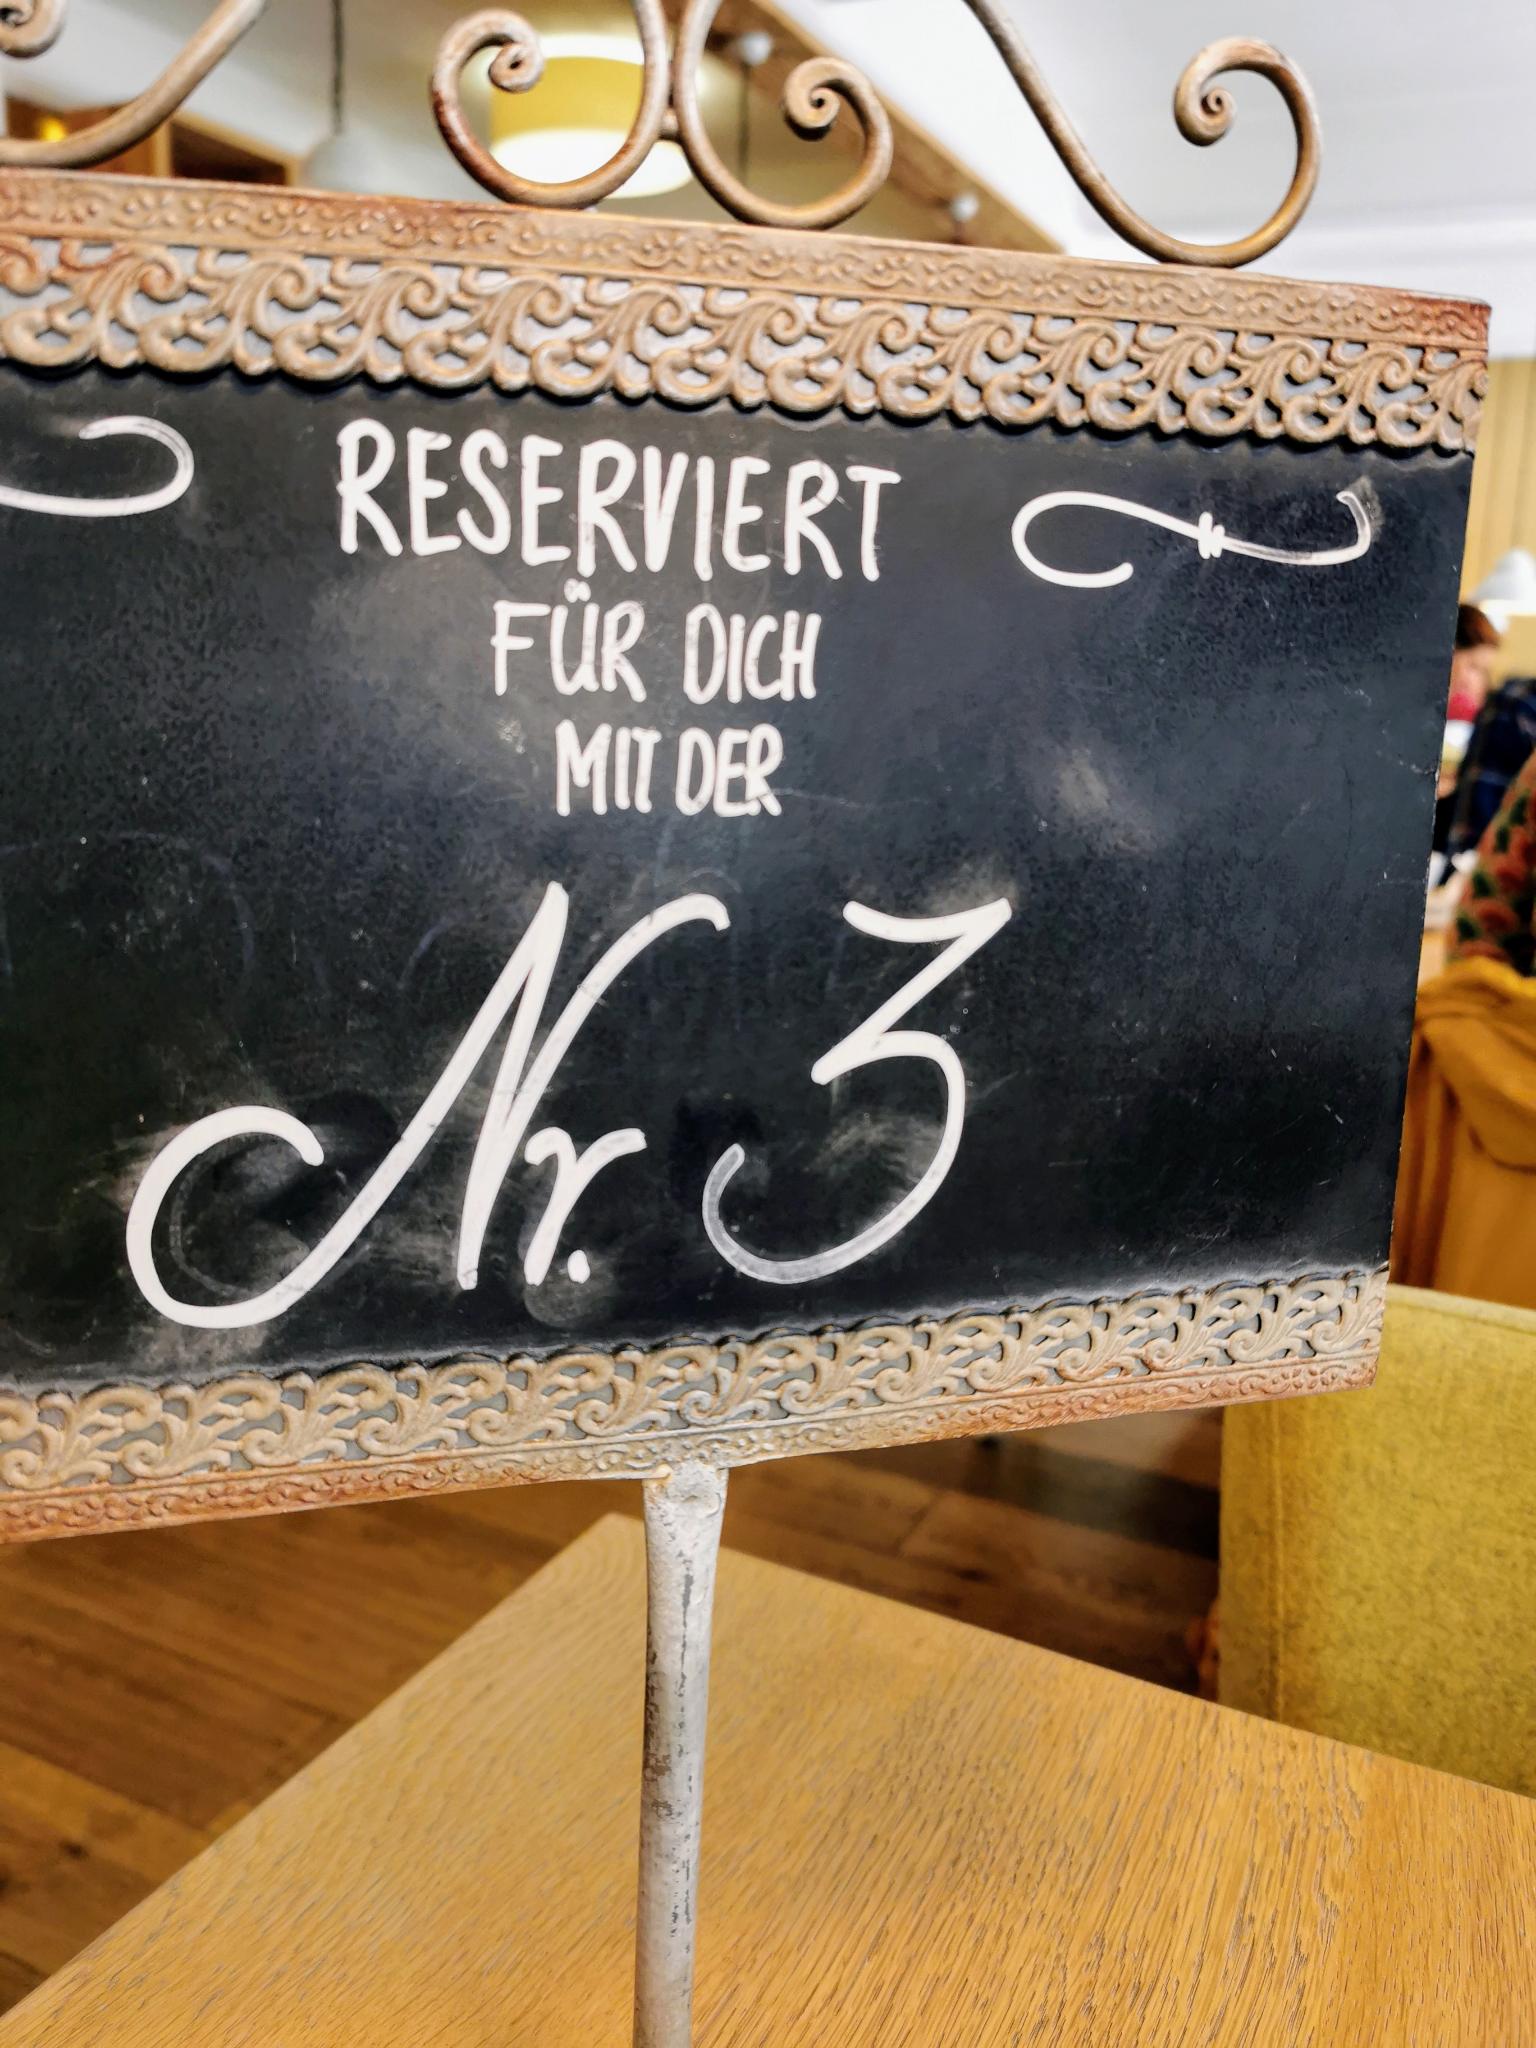 RESERVIERT
FÜR DICH
MIT DER
Nr. 3